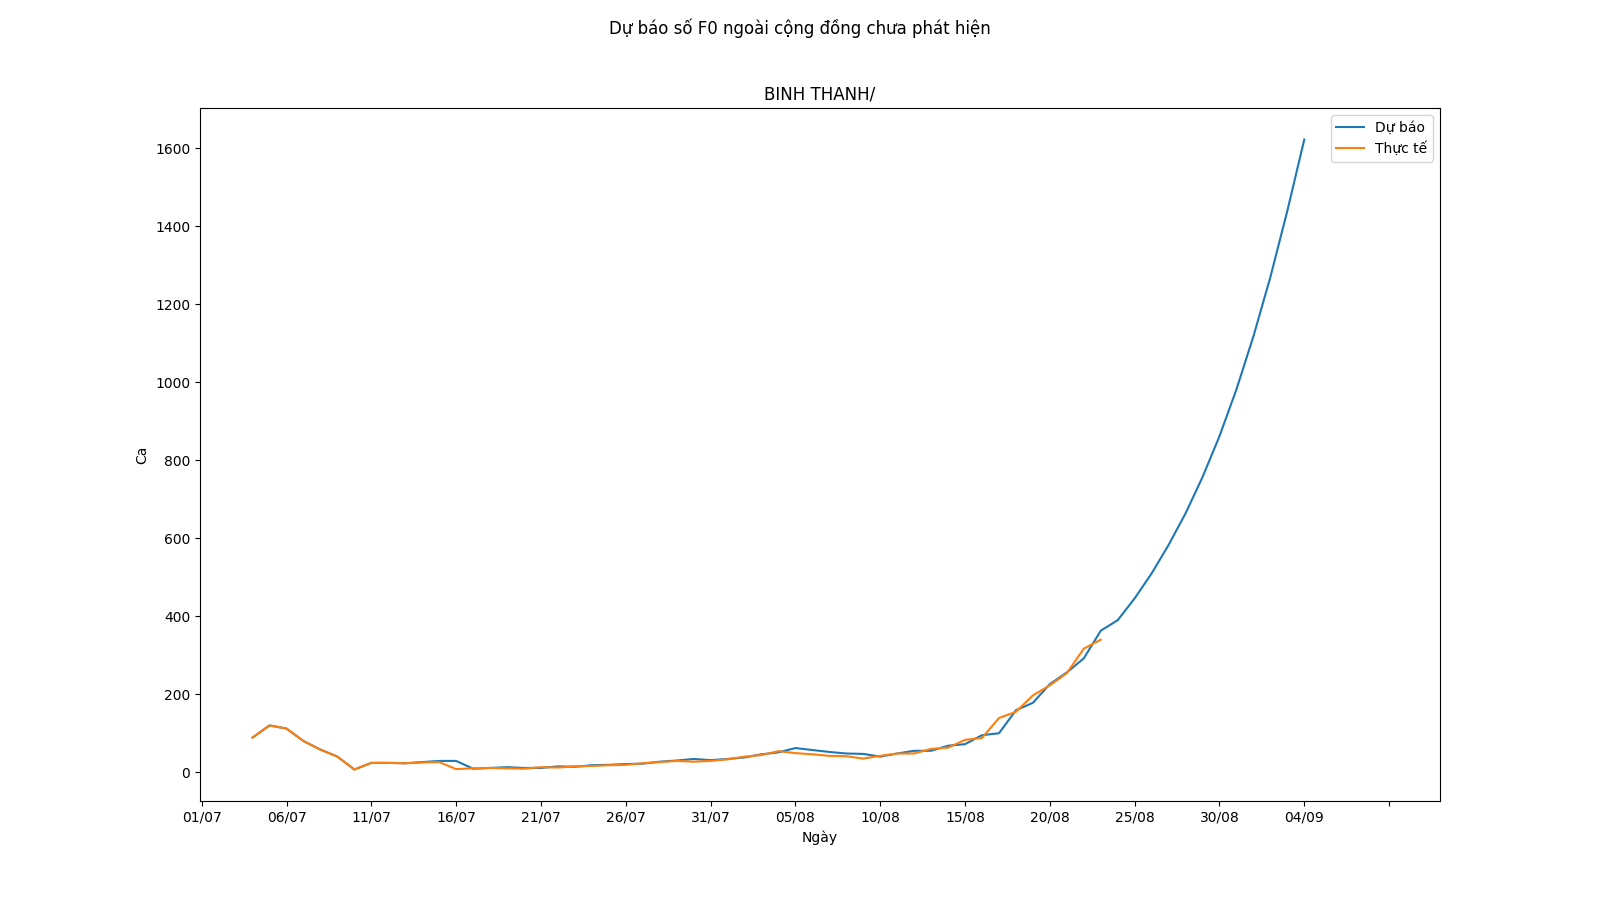 Dự báo số F0 ngoài cộng đồng chưa phát hiện
BINH THANH/
Dự báo
Thực tế
1600
1400
1200
1000
800
600
400
200
0
Ca
01/07 06/07 11/07 16/07 21/07 26/07 31/07 05/08 10/08 15/08 20/08 25/08 30/08 04/09
Ngày